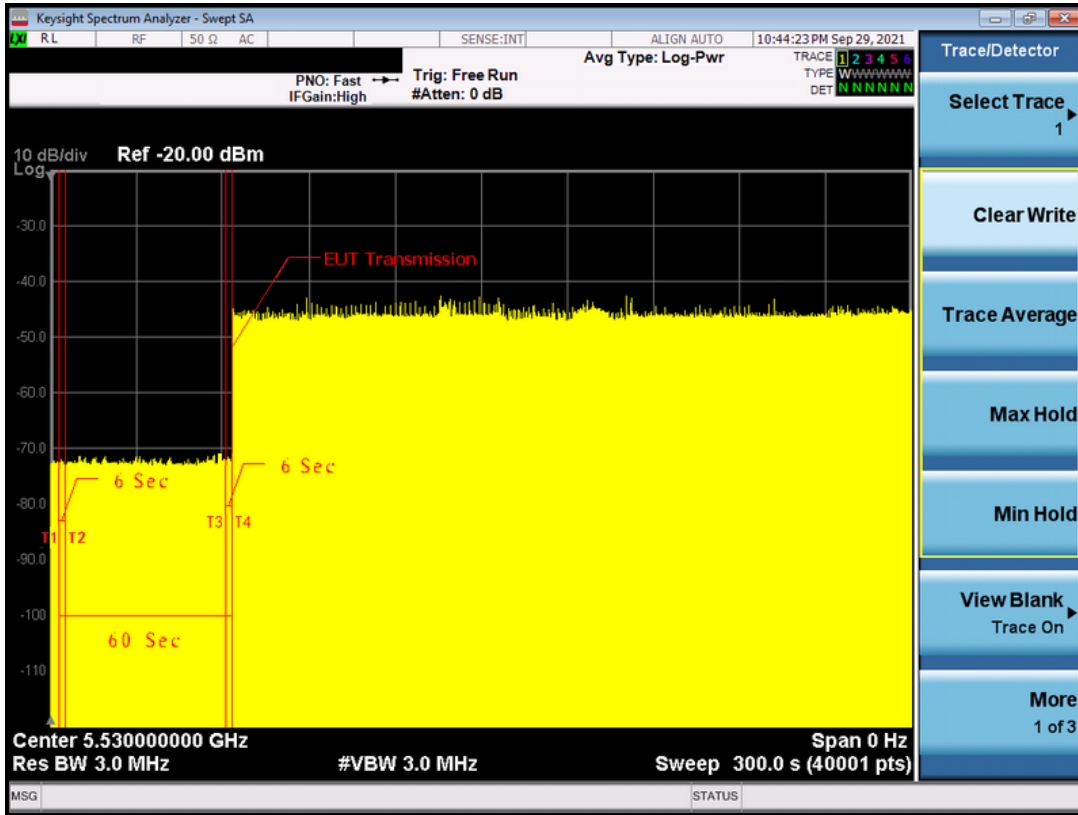 Keysight Spectrum Analyzer - Swept SA
LXI RL RF 50 Ω AC SENSE:INT ALIGN AUTO 10:44:23 PM Sep 29, 2021
Avg Type: Log-Pwr TRACE 1 2 3 4 5 6
PNO: Fast Trig: Free Run TYPE WWWWWW
IFGain:High #Atten: 0 dB DET N N N N N N
10 dB/div Ref -20.00 dBm
Log
-30.0
EUT Transmission
-40.0
-50.0
-60.0
-70.0
6 Sec
6 Sec
-80.0
T3 T4
T1 T2
-90.0
-100
60 Sec
-110
Center 5.530000000 GHz Span 0 Hz
Res BW 3.0 MHz #VBW 3.0 MHz Sweep 300.0 s (40001 pts)
MSG STATUS
Trace/Detector
Select Trace
1
Clear Write
Trace Average
Max Hold
Min Hold
View Blank
Trace On
More
1 of 3